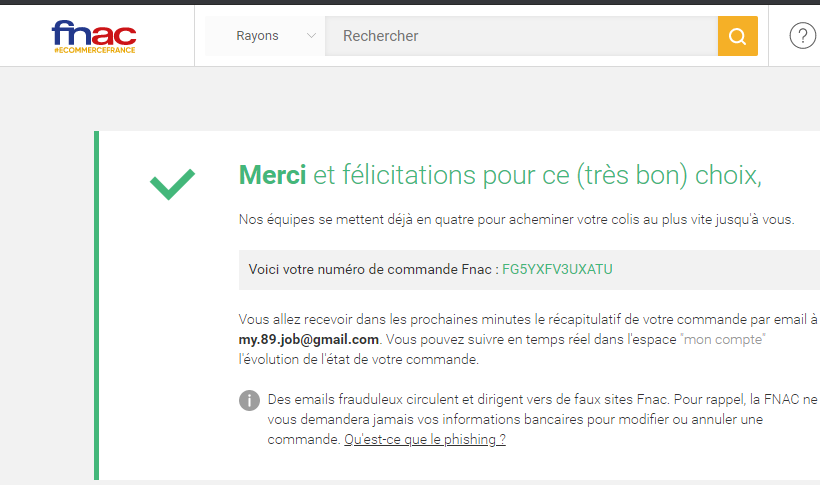 fnac
#ECOMMERCEFRANCE
Rayons
Rechercher
?
Merci et félicitations pour ce (très bon) choix,
Nos équipes se mettent déjà en quatre pour acheminer votre colis au plus vite jusqu'à vous.
Voici votre numéro de commande Fnac : FG5YXFV3UXATU
Vous allez recevoir dans les prochaines minutes le récapitulatif de votre commande par email à
my.89.job@gmail.com. Vous pouvez suivre en temps réel dans l'espace "mon compte"
l'évolution de l'état de votre commande.
i
Des emails frauduleux circulent et dirigent vers de faux sites Fnac. Pour rappel, la FNAC ne
vous demandera jamais vos informations bancaires pour modifier ou annuler une
commande. Qu'est-ce que le phishing ?